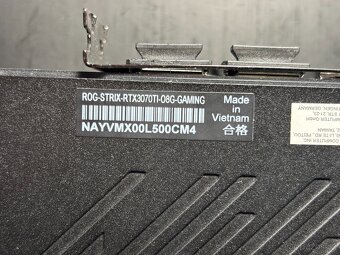 ROG-STRIX-RTX3070TI-O8G-GAMING
NAYVMX00L500CM4
Made
in
Vietnam
合格